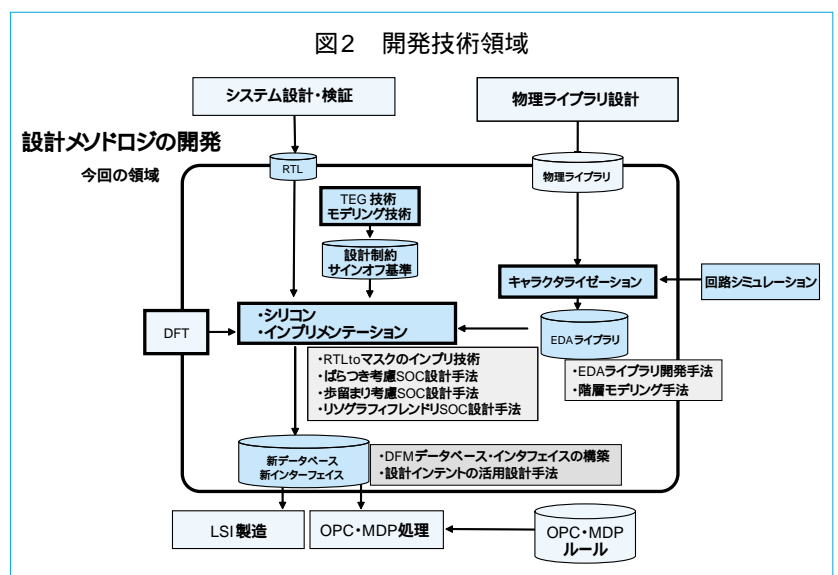 図2 開発技術領域
システム設計・検証
物理ライブラリ設計
設計メソドロジの開発
今回の領域
RTL
物理ライブラリ
TEG 技術
モデリング技術
設計制約
サインオフ基準
キャラクタライゼーション
回路シミュレーション
DFT
・シリコン
・インプリメンテーション
EDAライブラリ
・RTLtoマスクのインプリ技術
・ばらつき考慮SOC設計手法
・歩留まり考慮SOC設計手法
・リソグラフィフレンドリSOC設計手法
・EDAライブラリ開発手法
・階層モデリング手法
新データベース
新インターフェイス
・DFMデータベース・インタフェイスの構築
・設計インテントの活用設計手法
LSI製造
OPC・MDP処理
OPC・MDP
ルール